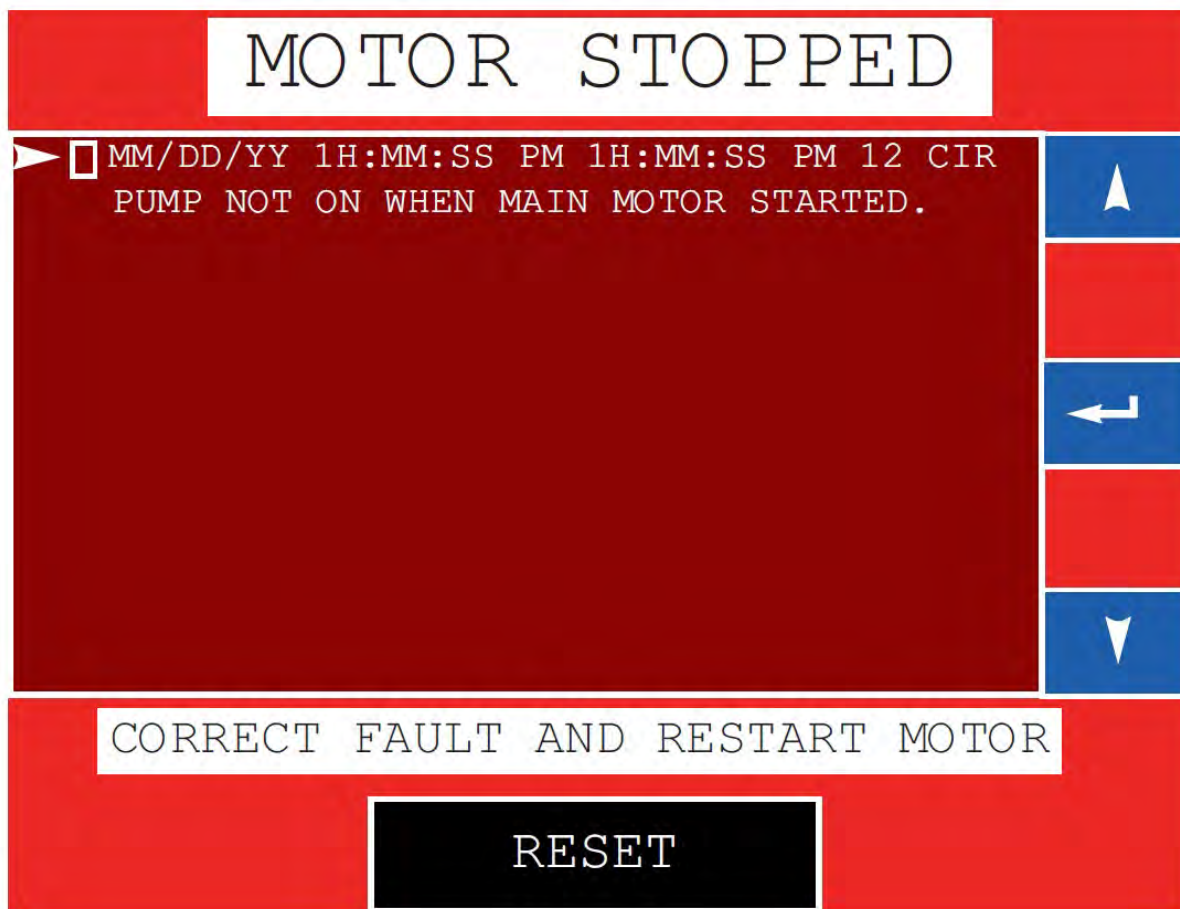 MOTOR STOPPED
MM/DD/YY 1H:MM:SS PM 1H:MM:SS PM 12 CIR
PUMP NOT ON WHEN MAIN MOTOR STARTED.
CORRECT FAULT AND RESTART MOTOR
RESET